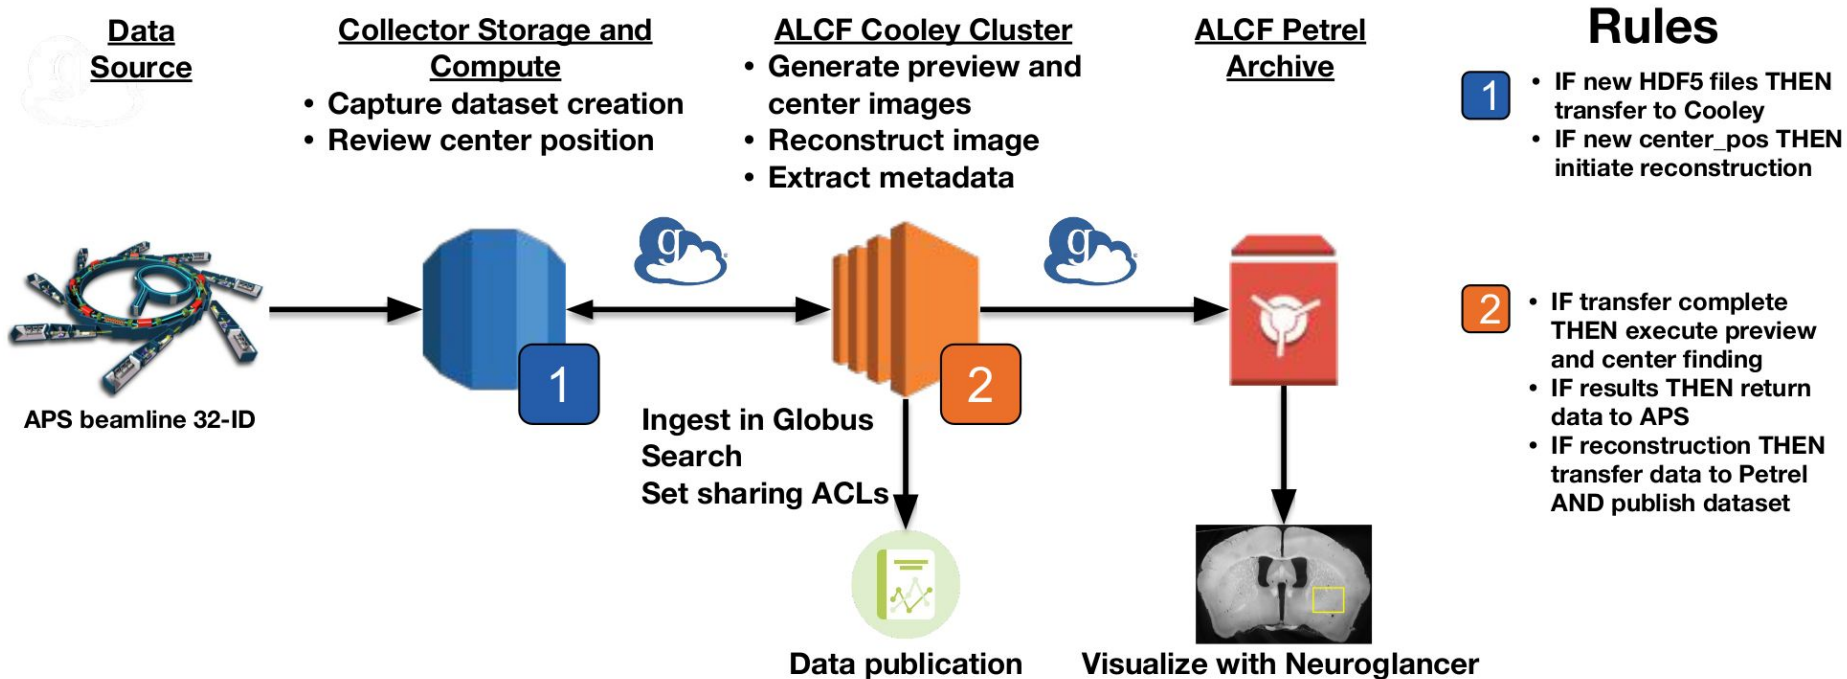 Data
Source
Collector Storage and
Compute
• Capture dataset creation
• Review center position
ALCF Cooley Cluster
• Generate preview and
center images
• Reconstruct image
• Extract metadata
ALCF Petrel
Archive
Rules
1
• IF new HDF5 files THEN
transfer to Cooley
• IF new center_pos THEN
initiate reconstruction
2
• IF transfer complete
THEN execute preview
and center finding
• IF results THEN return
data to APS
• IF reconstruction THEN
transfer data to Petrel
AND publish dataset
g
g
g
APS beamline 32-ID
1
2
Ingest in Globus
Search
Set sharing ACLs
Data publication
Visualize with Neuroglancer